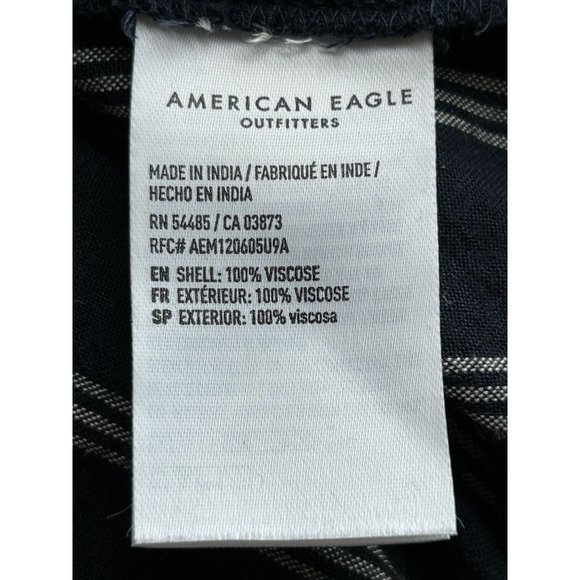 AMERICAN EAGLE
OUTFITTERS
MADE IN INDIA / FABRIQUÉ EN INDE /
HECHO EN INDIA
RN 54485 / CA 03873
RFC# AEM120605U9A
EN SHELL: 100% VISCOSE
FR EXTÉRIEUR: 100% VISCOSE
SP EXTERIOR: 100% viscosa